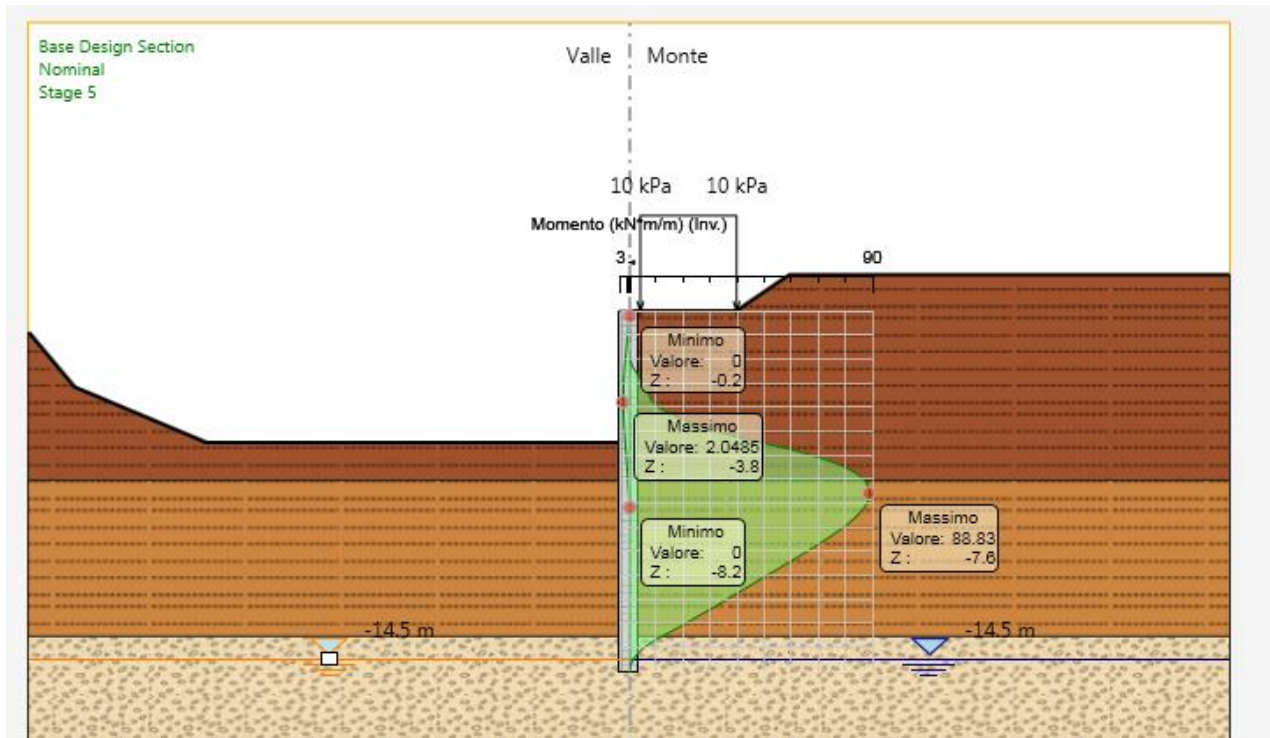 Base Design Section
Nominal
Stage 5
Valle
Monte
10 kPa
10 kPa
Momento (kN*m/m) (Inv.)
3
90
Minimo
Valore: 0
Z : -0.2
Massimo
Valore: 2.0485
Z : -3.8
Minimo
Valore: 0
Z : -8.2
Massimo
Valore: 88.83
Z : -7.6
-14.5 m
-14.5 m